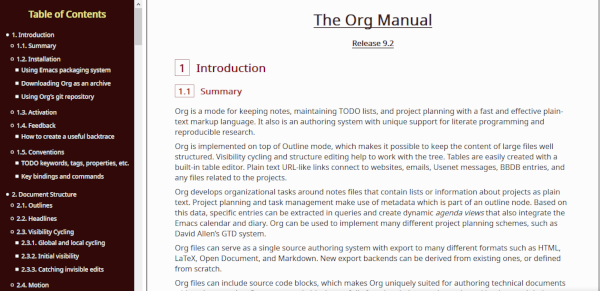 Table of Contents
1. Introduction
1.1. Summary
1.2. Installation
Using Emacs packaging system
Downloading Org as an archive
Using Org's git repository
1.3. Activation
1.4. Feedback
How to create a useful backtrace
1.5. Conventions
TODO keywords, tags, properties, etc.
Key bindings and commands
2. Document Structure
2.1. Outlines
2.2. Headlines
2.3. Visibility Cycling
2.3.1. Global and local cycling
2.3.2. Initial visibility
2.3.3. Catching invisible edits
2.4. Motion
The Org Manual
Release 9.2
1 Introduction
1.1 Summary
Org is a mode for keeping notes, maintaining TODO lists, and project planning with a fast and effective plain-
text markup language. It also is an authoring system with unique support for literate programming and
reproducible research.
Org is implemented on top of Outline mode, which makes it possible to keep the content of large files well
structured. Visibility cycling and structure editing help to work with the tree. Tables are easily created with a
built-in table editor. Plain text URL-like links connect to websites, emails, Usenet messages, BBDB entries, and
any files related to the projects.
Org develops organizational tasks around notes files that contain lists or information about projects as plain
text. Project planning and task management make use of metadata which is part of an outline node. Based on
this data, specific entries can be extracted in queries and create dynamic agenda views that also integrate the
Emacs calendar and diary. Org can be used to implement many different project planning schemes, such as
David Allen's GTD system.
Org files can serve as a single source authoring system with export to many different formats such as HTML,
LaTeX, Open Document, and Markdown. New export backends can be derived from existing ones, or defined
from scratch.
Org files can include source code blocks, which makes Org uniquely suited for authoring technical documents